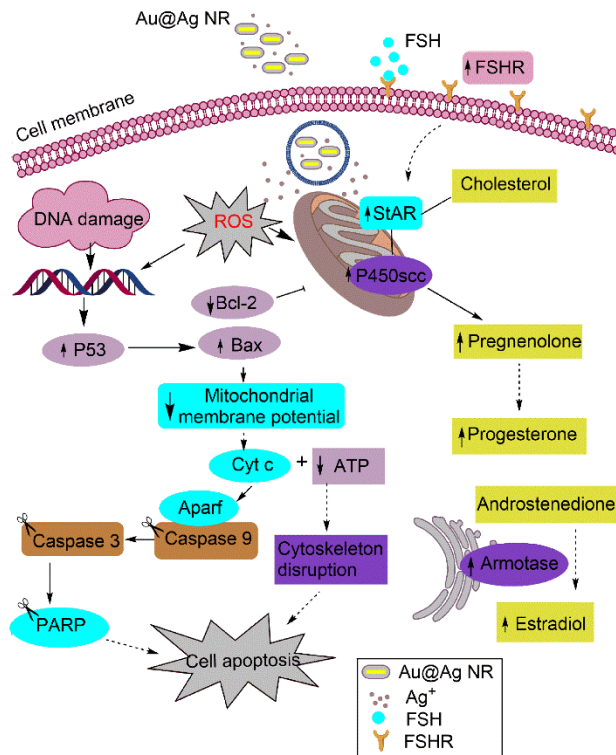 Au@Ag NR
FSH
FSHR
Cell membrane
Cholesterol
DNA damage
ROS
StAR
P450scc
Bcl-2
P53
Bax
Pregnenolone
Mitochondrial
membrane potential
Progesterone
Cyt c
+
ATP
Aparf
Androstenedione
Caspase 3
Caspase 9
Cytoskeleton
disruption
Armotase
PARP
Estradiol
Cell apoptosis
Au@Ag NR
Ag⁺
FSH
FSHR